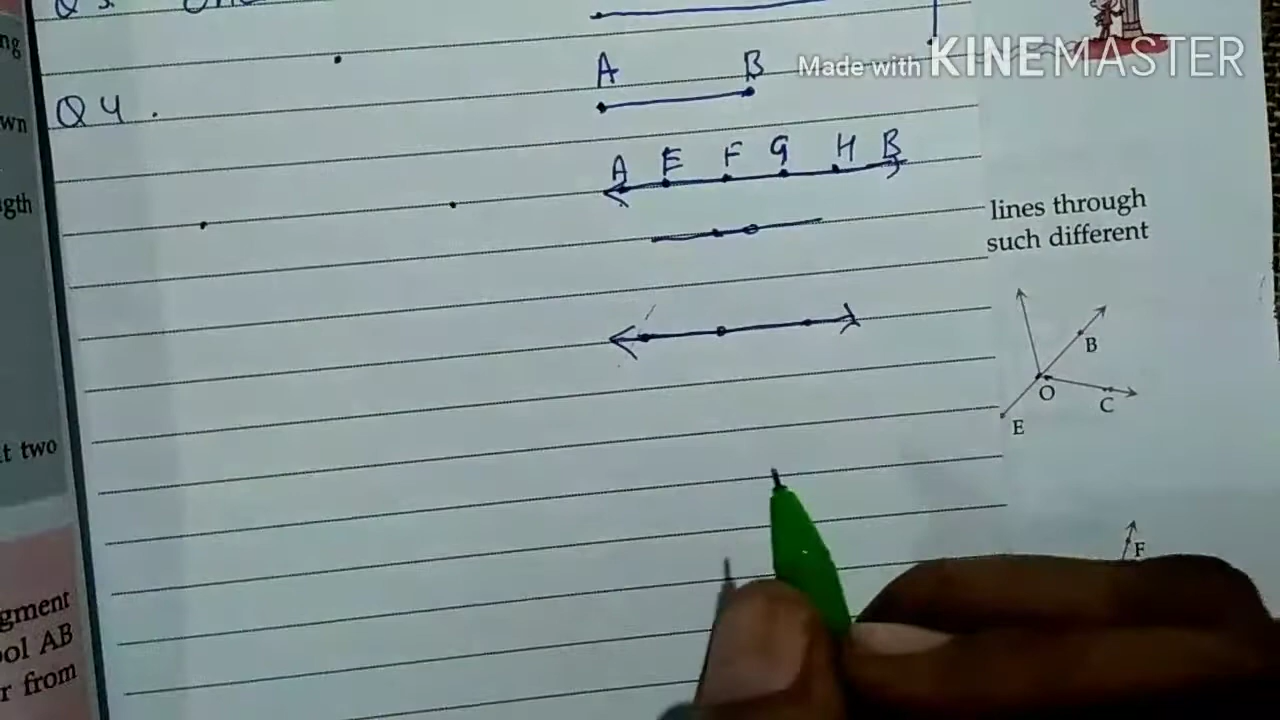 ng
Made with KINEMASTER
A B
wn
Q 4 .
A E F G H B
gth
lines through
such different
B
O
C
E
t two
F
gment
ol AB
r from